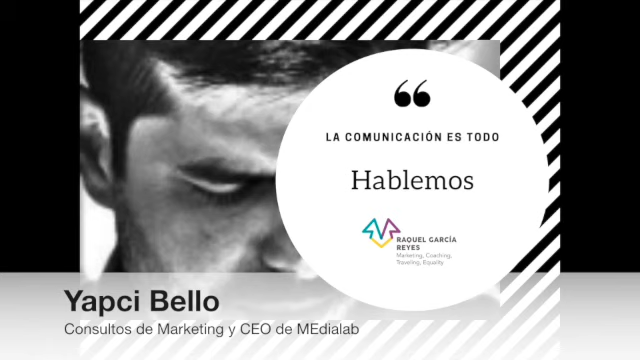 LA COMUNICACIÓN ES TODO
Hablemos
RAQUEL GARCÍA
REYES
Marketing, Coaching,
Traveling, Equality
Yapci Bello
Consultos de Marketing y CEO de MEdialab